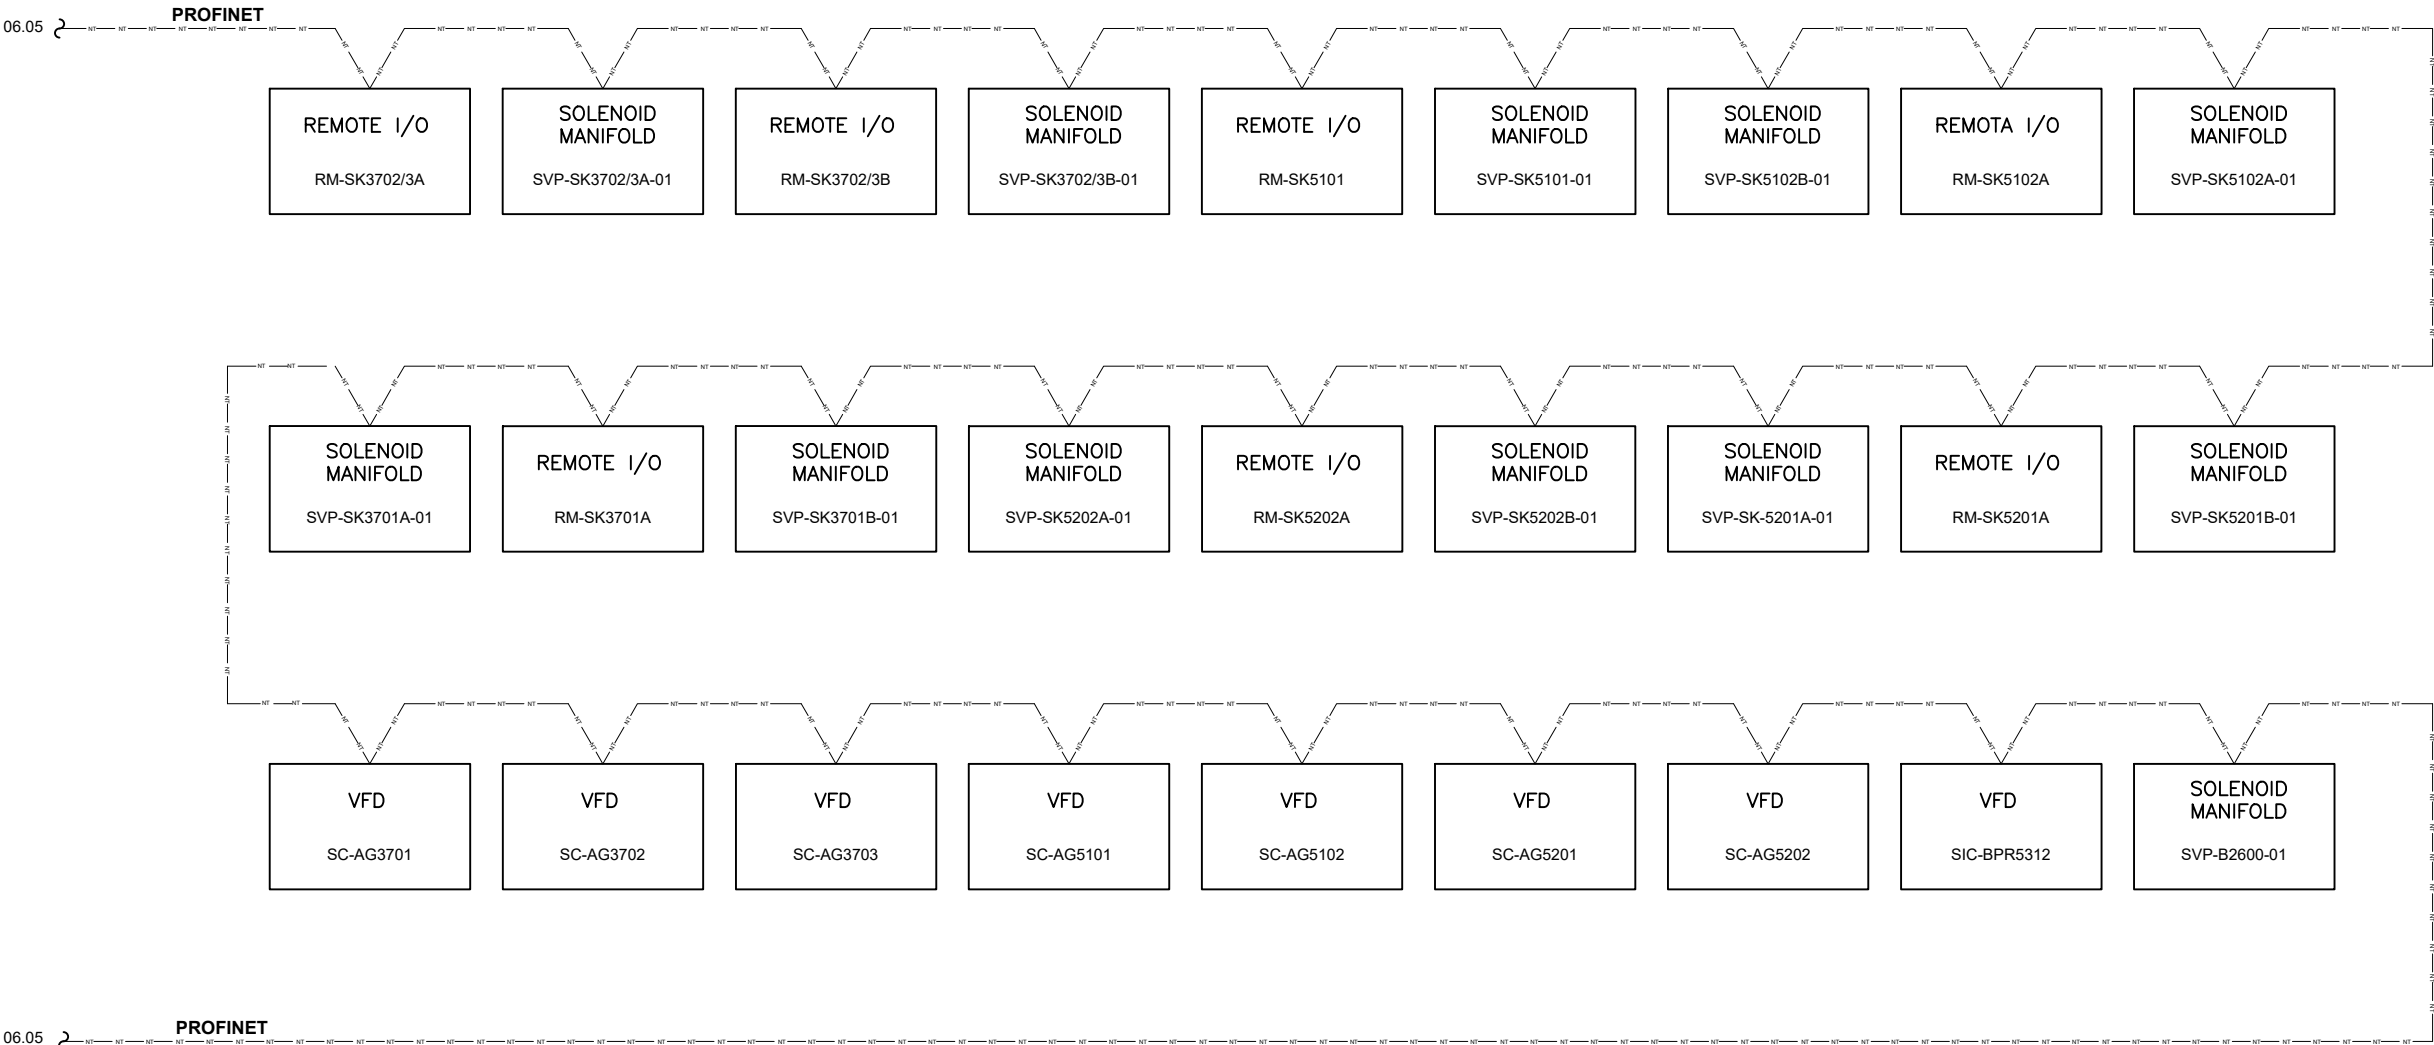 PROFINET
06.05
REMOTE I/O
RM-SK3702/3A
SOLENOID
MANIFOLD
SVP-SK3702/3A-01
REMOTE I/O
RM-SK3702/3B
SOLENOID
MANIFOLD
SVP-SK3702/3B-01
REMOTE I/O
RM-SK5101
SOLENOID
MANIFOLD
SVP-SK5101-01
SOLENOID
MANIFOLD
SVP-SK5102B-01
REMOTA I/O
RM-SK5102A
SOLENOID
MANIFOLD
SVP-SK5102A-01
SOLENOID
MANIFOLD
SVP-SK3701A-01
REMOTE I/O
RM-SK3701A
SOLENOID
MANIFOLD
SVP-SK3701B-01
SOLENOID
MANIFOLD
SVP-SK5202A-01
REMOTE I/O
RM-SK5202A
SOLENOID
MANIFOLD
SVP-SK5202B-01
SOLENOID
MANIFOLD
SVP-SK-5201A-01
REMOTE I/O
RM-SK5201A
SOLENOID
MANIFOLD
SVP-SK5201B-01
VFD
SC-AG3701
VFD
SC-AG3702
VFD
SC-AG3703
VFD
SC-AG5101
VFD
SC-AG5102
VFD
SC-AG5201
VFD
SC-AG5202
VFD
SIC-BPR5312
SOLENOID
MANIFOLD
SVP-B2600-01
PROFINET
06.05